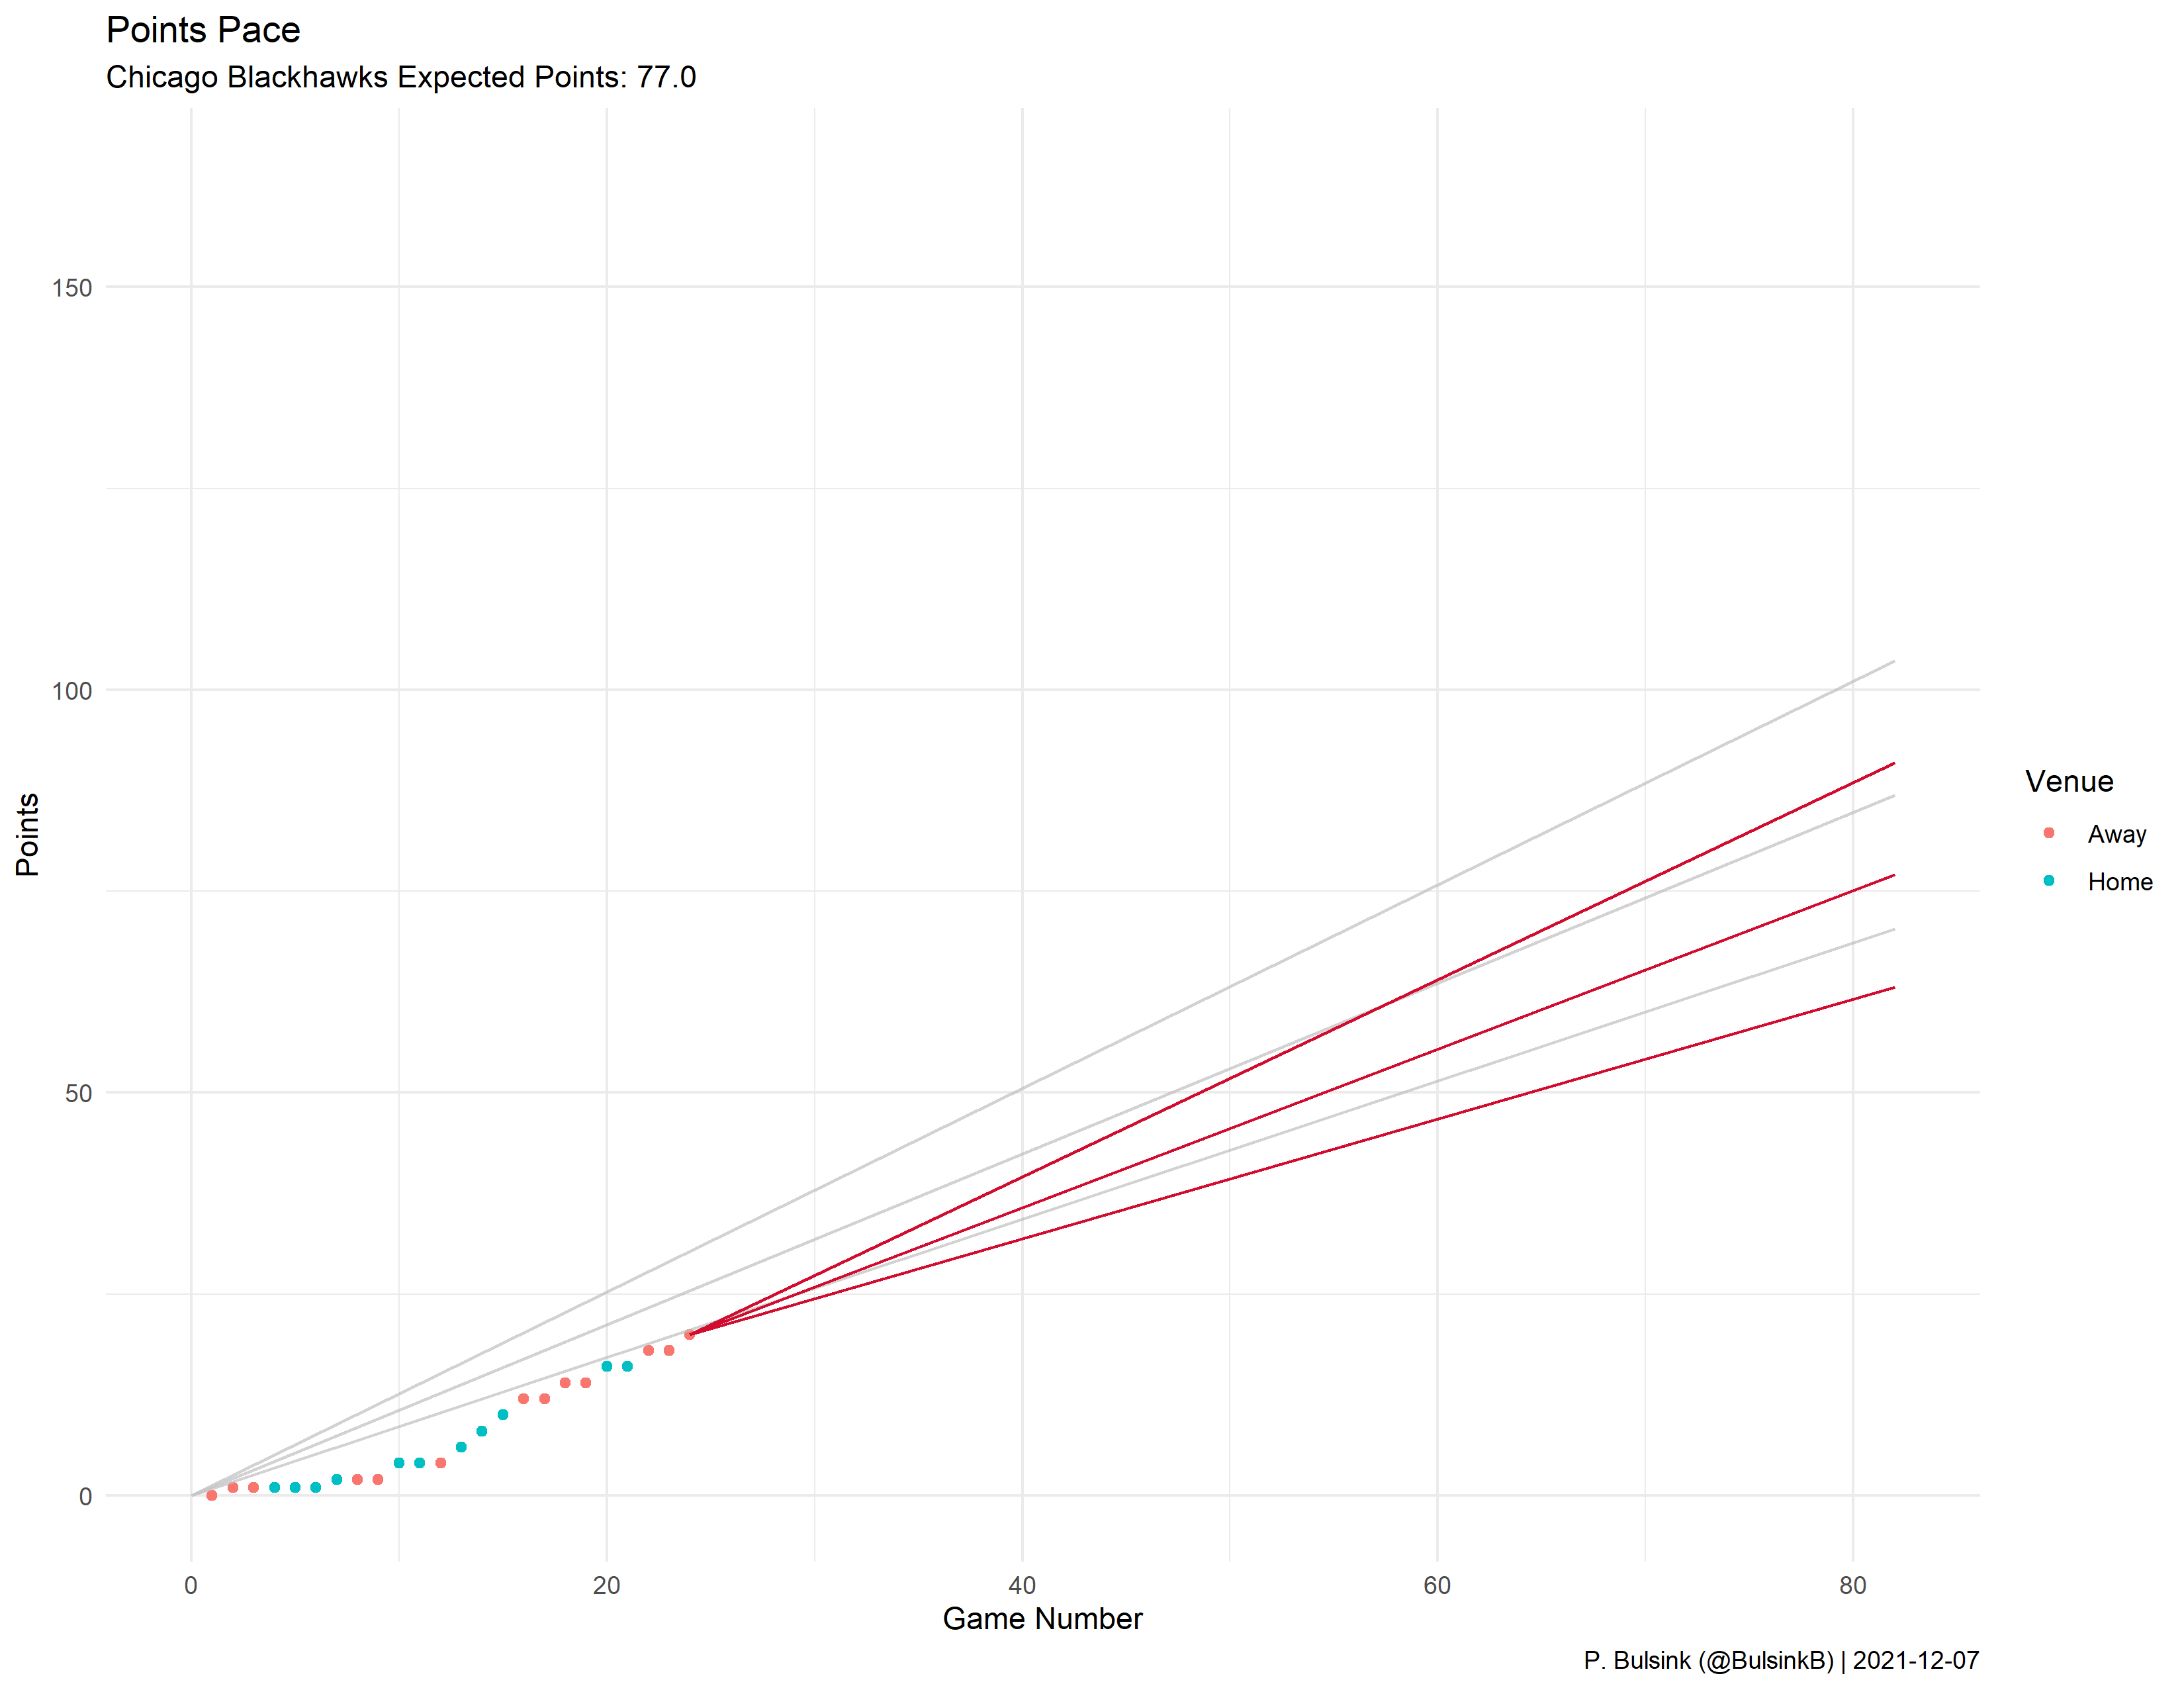 Points Pace
Chicago Blackhawks Expected Points: 77.0
150
100
50
0
Points
0 20 40 60 80
Game Number
Venue
Away
Home
P. Bulsink (@BulsinkB) | 2021-12-07